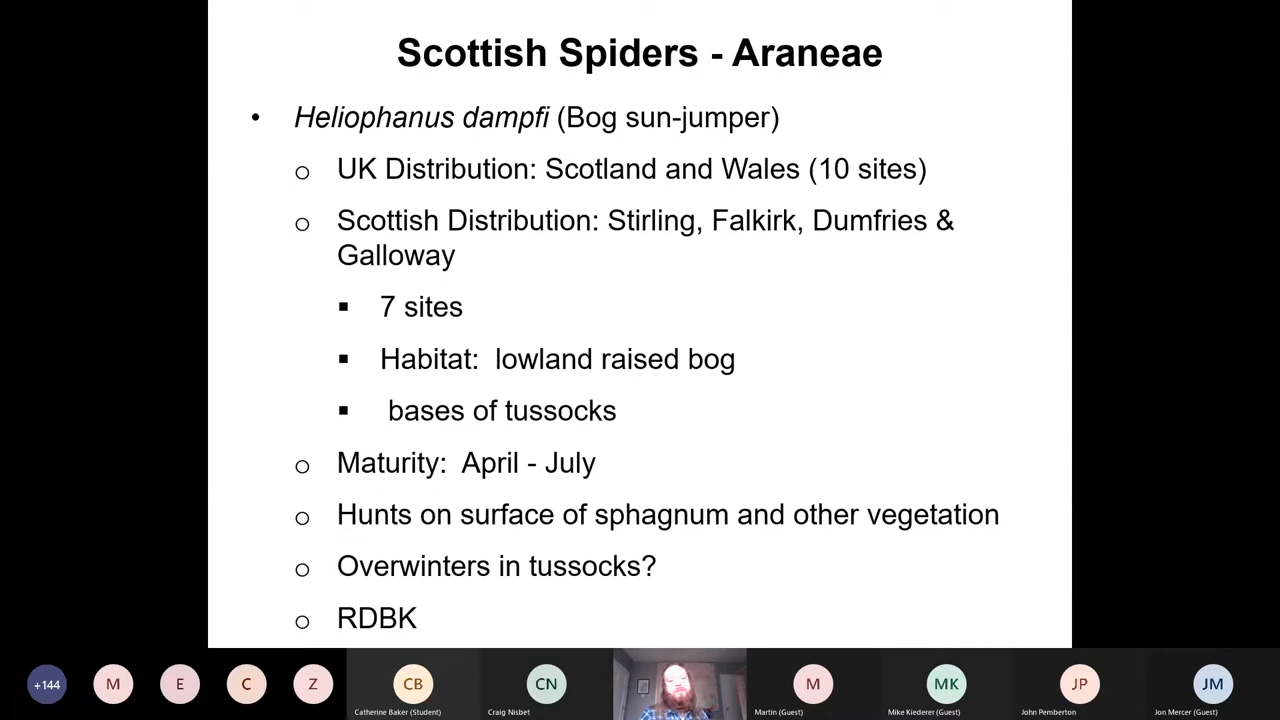 Scottish Spiders - Araneae
• Heliophanus dampfi (Bog sun-jumper)
o UK Distribution: Scotland and Wales (10 sites)
o Scottish Distribution: Stirling, Falkirk, Dumfries &
Galloway
▪ 7 sites
▪ Habitat: lowland raised bog
▪ bases of tussocks
o Maturity: April - July
o Hunts on surface of sphagnum and other vegetation
o Overwinters in tussocks?
o RDBK
+144 M E C Z CB CN M MK JP JM
Catherine Baker (Student) Craig Nisbet Martin (Guest) Mike Kiederer (Guest) John Pemberton Jon Mercer (Guest)